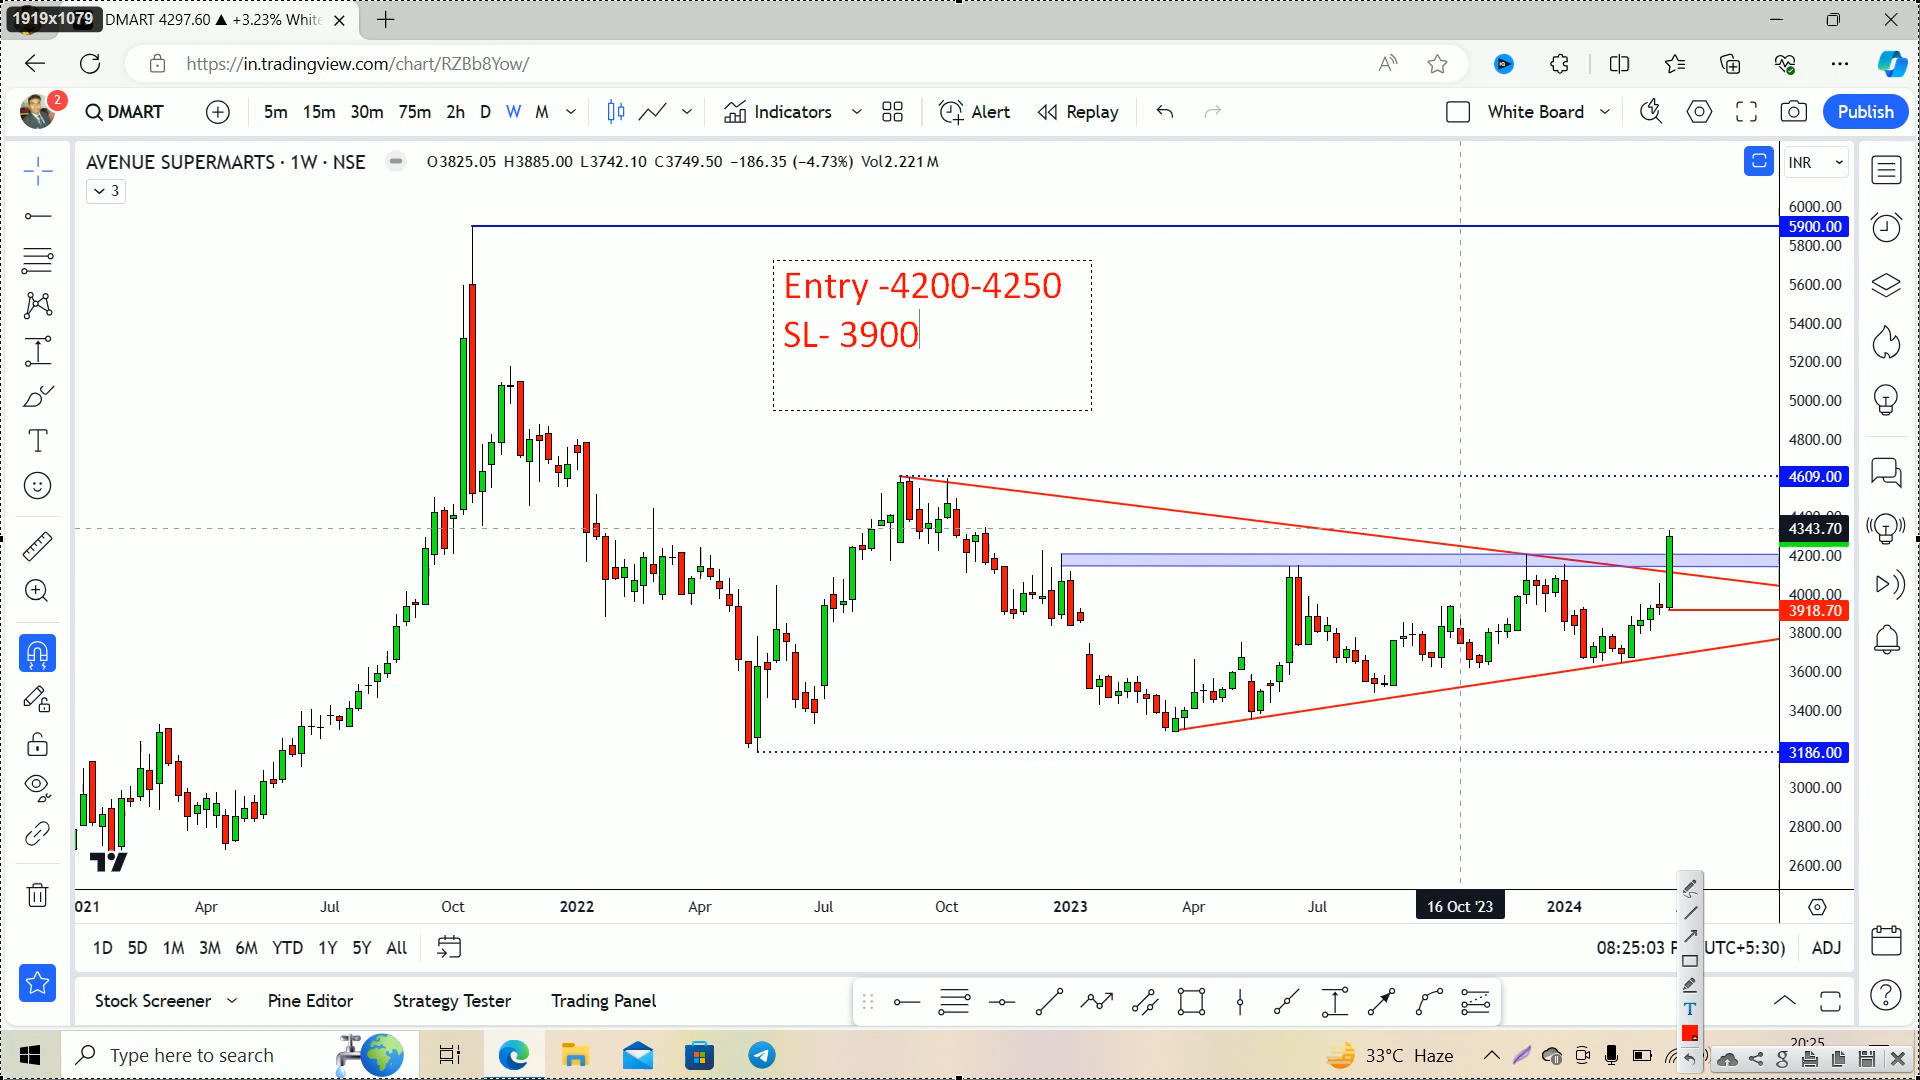 1919x1079
DMART 4297.60 ▲ +3.23% White
https://in.tradingview.com/chart/RZBb8Yow/
2
DMART 5m 15m 30m 75m 2h D W M Indicators Alert Replay White Board Publish
AVENUE SUPERMARTS · 1W · NSE O3825.05 H3885.00 L3742.10 C3749.50 −186.35 (−4.73%) Vol2.221 M INR
3
6000.00
5900.00
5800.00
Entry -4200-4250
SL- 3900
5600.00
5400.00
5200.00
5000.00
4800.00
4609.00
4400.00
4343.70
4200.00
4000.00
3918.70
3800.00
3600.00
3400.00
3186.00
3000.00
2800.00
2600.00
021 Apr Jul Oct 2022 Apr Jul Oct 2023 Apr Jul 16 Oct '23 2024
1D 5D 1M 3M 6M YTD 1Y 5Y All 08:25:03 UTC+5:30) ADJ
Stock Screener Pine Editor Strategy Tester Trading Panel
Type here to search 33°C Haze 20:25